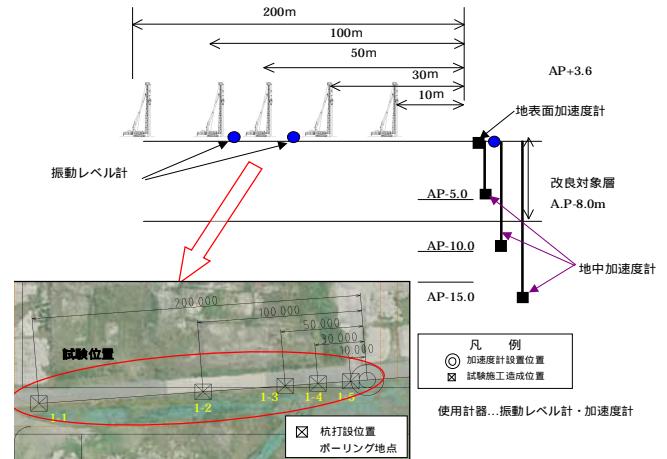 200m
100m
50m
30m
10m
AP+3.6
地表面加速度計
振動レベル計
改良対象層
A.P-8.0m
AP-5.0
AP-10.0
AP-15.0
地中加速度計
200.000
100.000
50.000
30.000
10.000
試験位置
1-1
1-2
1-3
1-4
1-5
杭打設位置
ボーリング地点
凡 例
加速度計設置位置
試験施工造成位置
使用計器…振動レベル計・加速度計